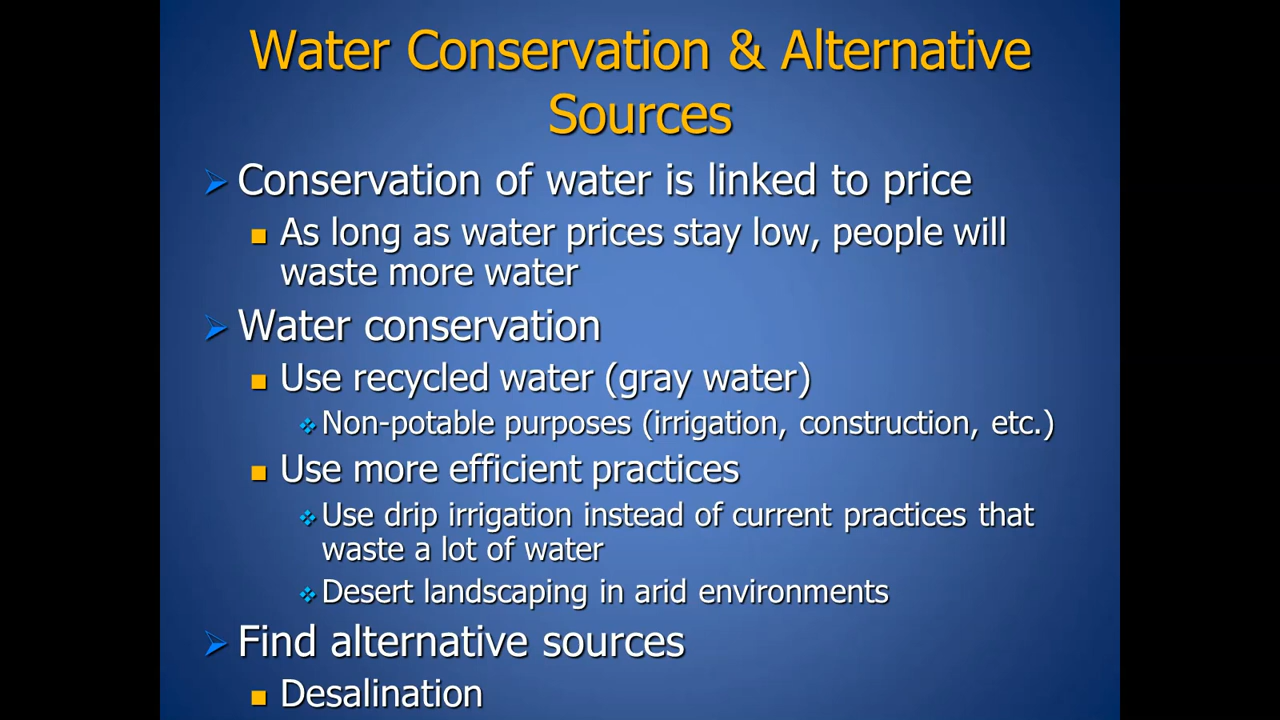 Water Conservation & Alternative
Sources
Conservation of water is linked to price
As long as water prices stay low, people will
waste more water
Water conservation
Use recycled water (gray water)
Non-potable purposes (irrigation, construction, etc.)
Use more efficient practices
Use drip irrigation instead of current practices that
waste a lot of water
Desert landscaping in arid environments
Find alternative sources
Desalination